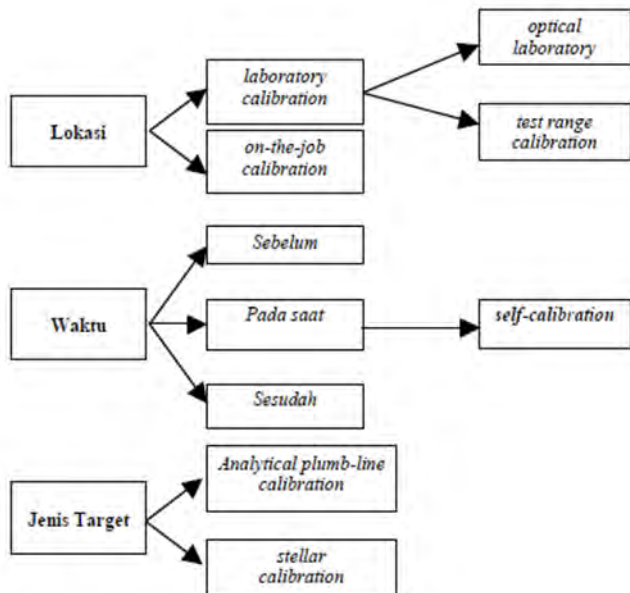 Lokasi
laboratory
calibration
on-the-job
calibration
optical
laboratory
test range
calibration
Waktu
Sebelum
Pada saat
Sesudah
self-calibration
Jenis Target
Analytical plumb-line
calibration
stellar
calibration